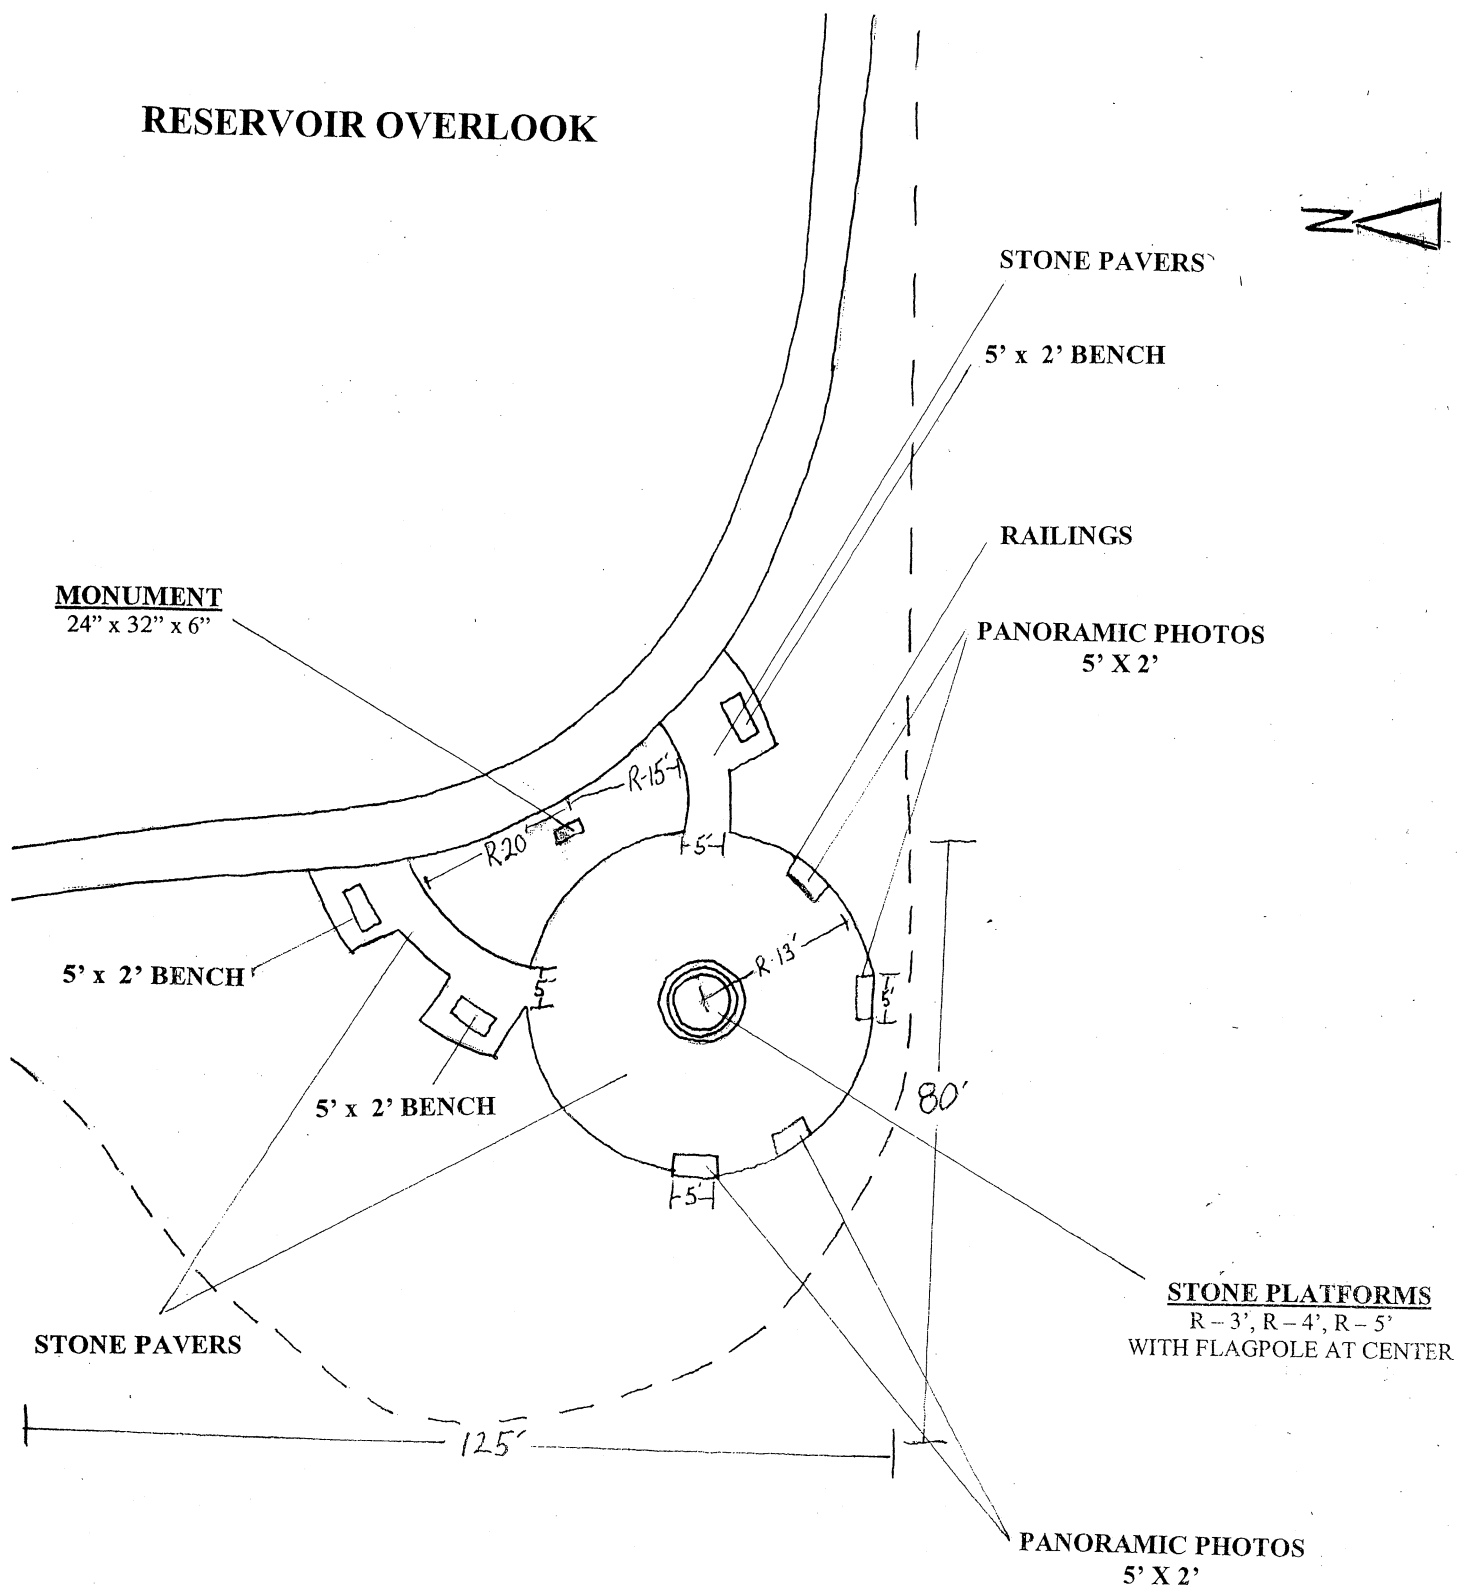 RESERVOIR OVERLOOK
N
STONE PAVERS
5’ x 2’ BENCH
RAILINGS
MONUMENT
24” x 32” x 6”
PANORAMIC PHOTOS
5’ X 2’
R-15'
R-20'
5'
R-13'
5’ x 2’ BENCH
5'
5'
5’ x 2’ BENCH
80'
5'
STONE PLATFORMS
R – 3’, R – 4’, R – 5’
WITH FLAGPOLE AT CENTER
STONE PAVERS
125'
PANORAMIC PHOTOS
5’ X 2’